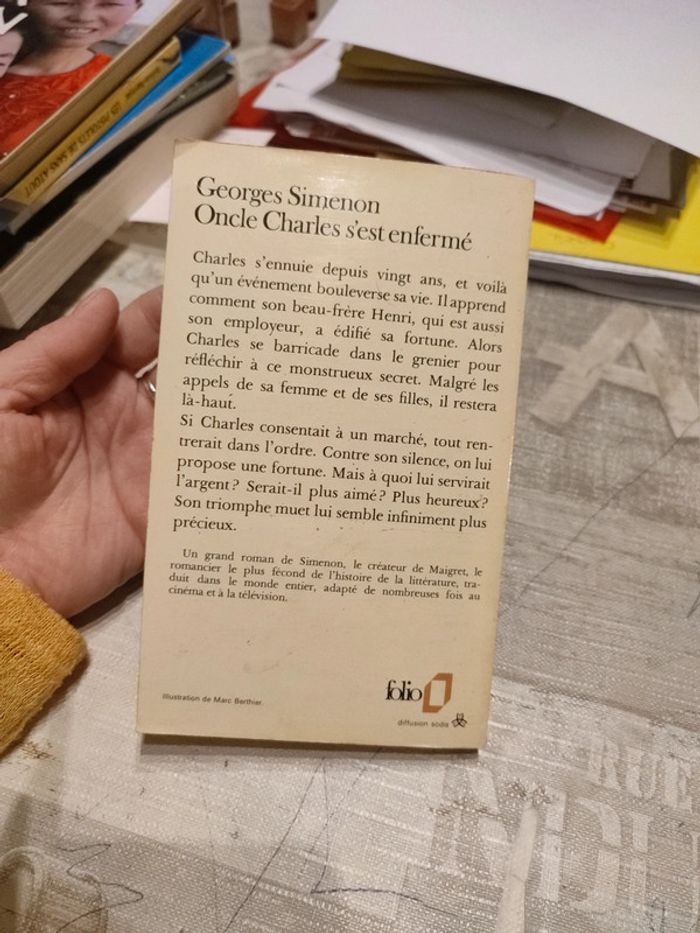 LES PISTOLETS DE SANS ATOUT
Georges Simenon
Oncle Charles s'est enfermé
Charles s'ennuie depuis vingt ans, et voilà
qu'un événement bouleverse sa vie. Il apprend
comment son beau-frère Henri, qui est aussi
son employeur, a édifié sa fortune. Alors
Charles se barricade dans le grenier pour
réfléchir à ce monstrueux secret. Malgré les
appels de sa femme et de ses filles, il restera
là-haut.
Si Charles consentait à un marché, tout ren-
trerait dans l'ordre. Contre son silence, on lui
propose une fortune. Mais à quoi lui servirait
l'argent? Serait-il plus aimé? Plus heureux?
Son triomphe muet lui semble infiniment plus
précieux.
Un grand roman de Simenon, le créateur de Maigret, le
romancier le plus fécond de l'histoire de la littérature, tra-
duit dans le monde entier, adapté de nombreuses fois au
cinéma et à la télévision.
Illustration de Marc Berthier.
folio
diffusion sodis
RUE